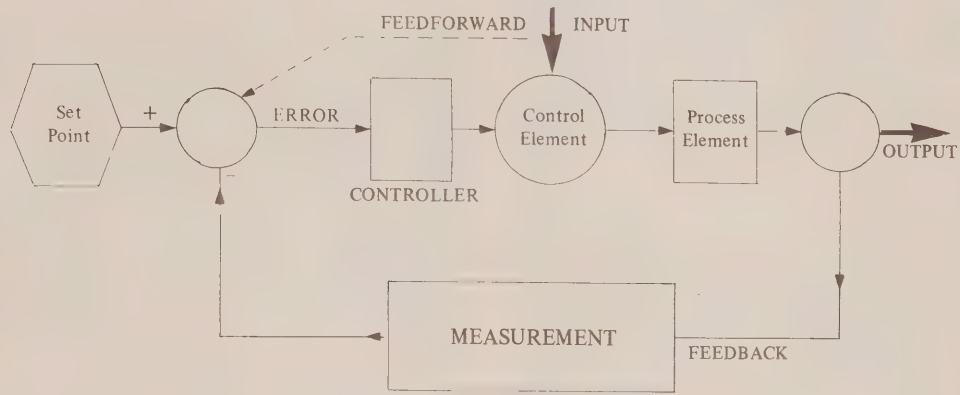 FEEDFORWARD
INPUT
Set
Point
+
ERROR
Control
Element
Process
Element
OUTPUT
-
CONTROLLER
MEASUREMENT
FEEDBACK